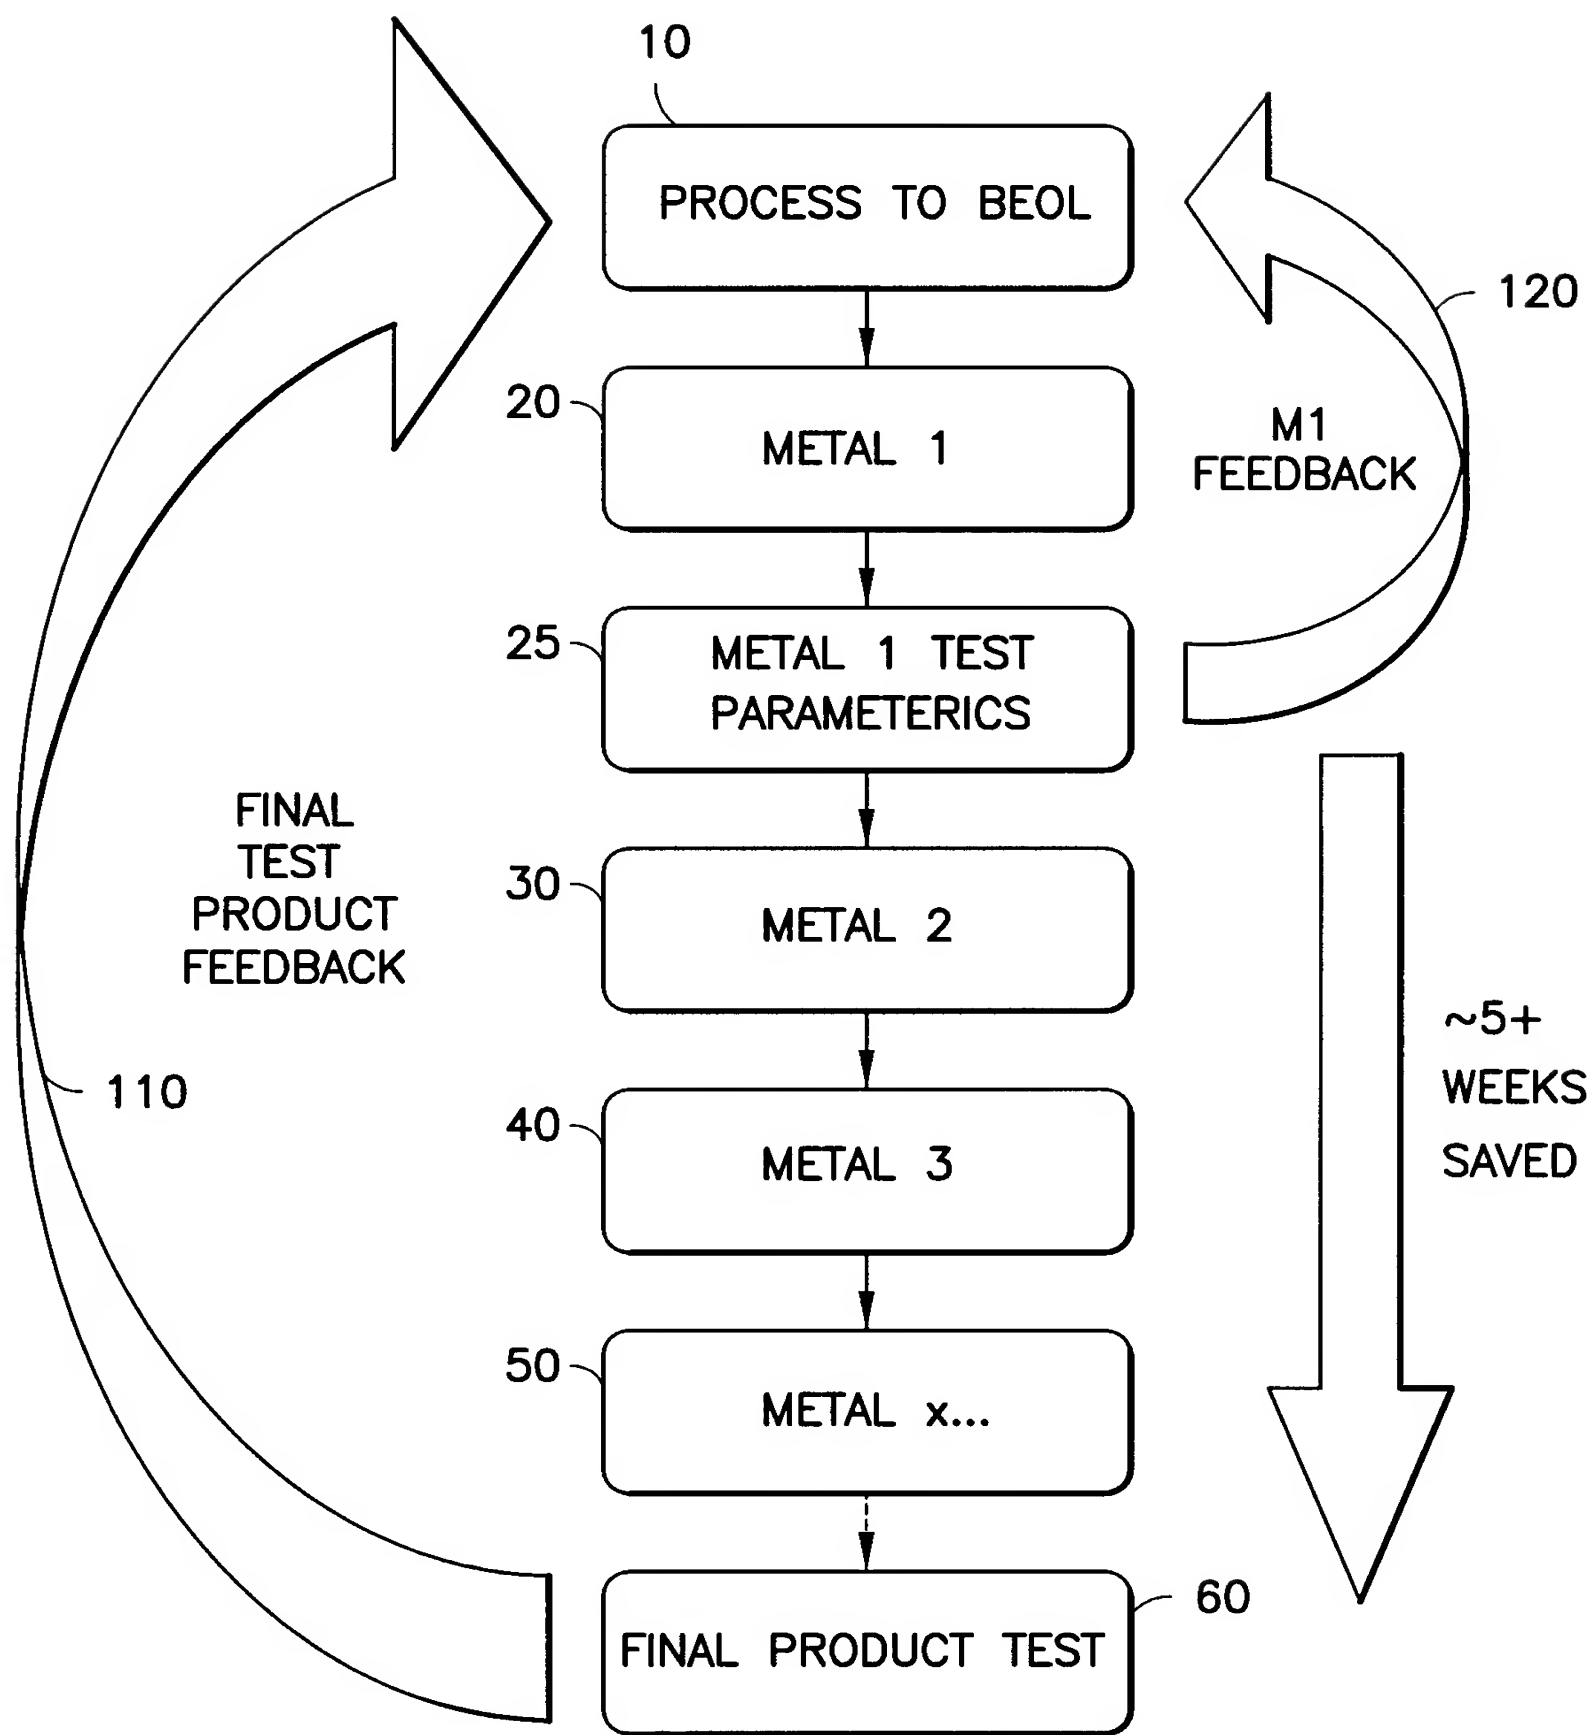 10
PROCESS TO BEOL
120
20
METAL 1
M1
FEEDBACK
25
METAL 1 TEST
PARAMETERICS
FINAL
TEST
PRODUCT
FEEDBACK
30
METAL 2
~5+
WEEKS
SAVED
110
40
METAL 3
50
METAL x...
60
FINAL PRODUCT TEST